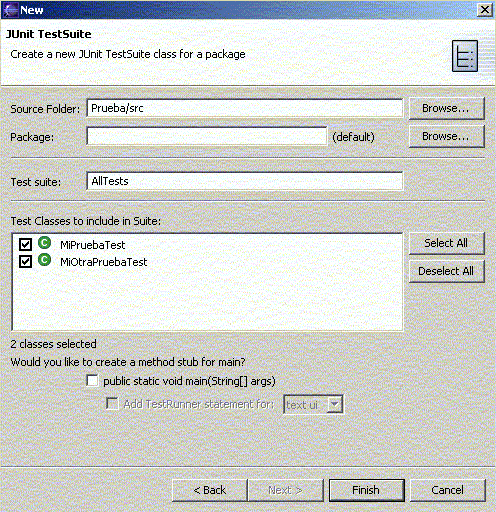 New
JUnit TestSuite
Create a new JUnit TestSuite class for a package
Source Folder: Prueba/src Browse...
Package: (default) Browse...
Test suite: AllTests
Test Classes to include in Suite:
C MiPruebaTest Select All
C MiOtraPruebaTest Deselect All
2 classes selected
Would you like to create a method stub for main?
public static void main(String[] args)
Add TestRunner statement for: text ui
< Back Next > Finish Cancel